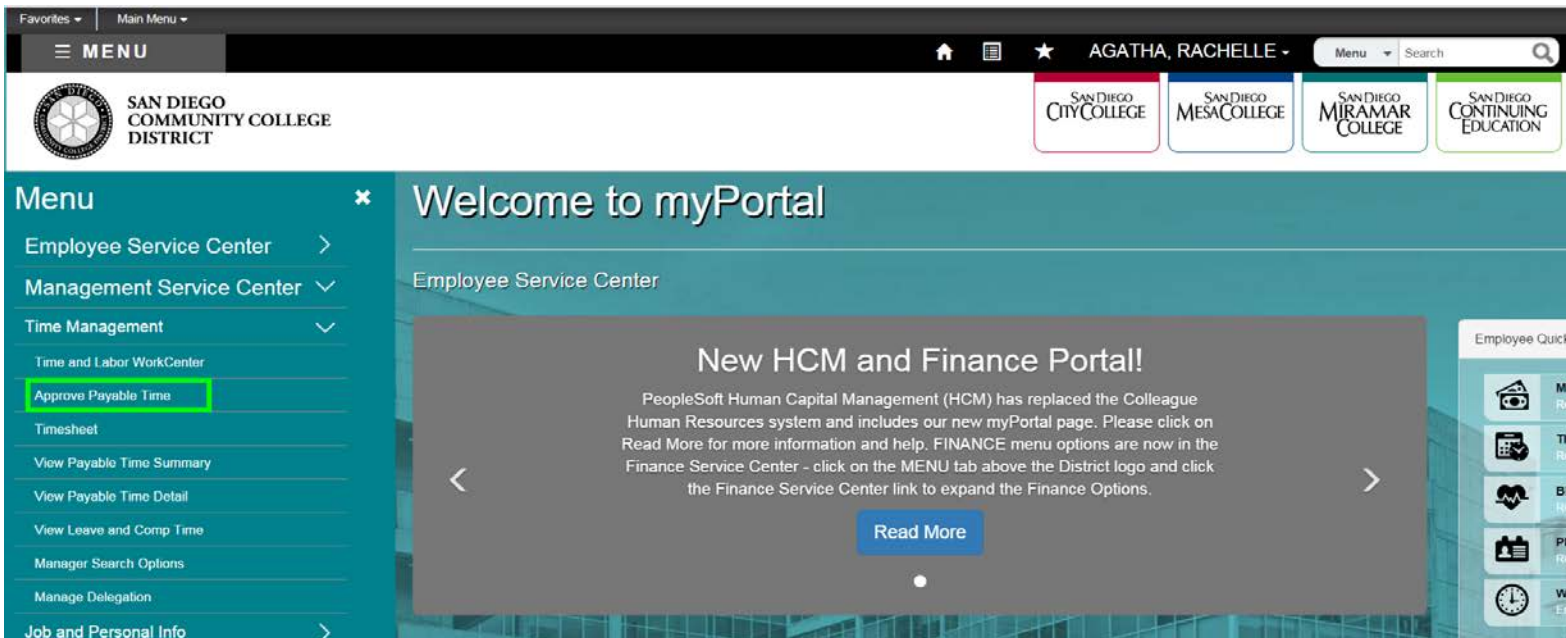 Favorites Main Menu
MENU
AGATHA, RACHELLE
Menu Search
SAN DIEGO
COMMUNITY COLLEGE
DISTRICT
SAN DIEGO
CITY COLLEGE
SAN DIEGO
MESA COLLEGE
SAN DIEGO
MIRAMAR
COLLEGE
SAN DIEGO
CONTINUING
EDUCATION
Menu
Employee Service Center
Management Service Center
Time Management
Time and Labor WorkCenter
Approve Payable Time
Timesheet
View Payable Time Summary
View Payable Time Detail
View Leave and Comp Time
Manager Search Options
Manage Delegation
Job and Personal Info
Welcome to myPortal
Employee Service Center
New HCM and Finance Portal!
PeopleSoft Human Capital Management (HCM) has replaced the Colleague
Human Resources system and includes our new myPortal page. Please click on
Read More for more information and help. FINANCE menu options are now in the
Finance Service Center - click on the MENU tab above the District logo and click
the Finance Service Center link to expand the Finance Options.
Read More
Employee Quick